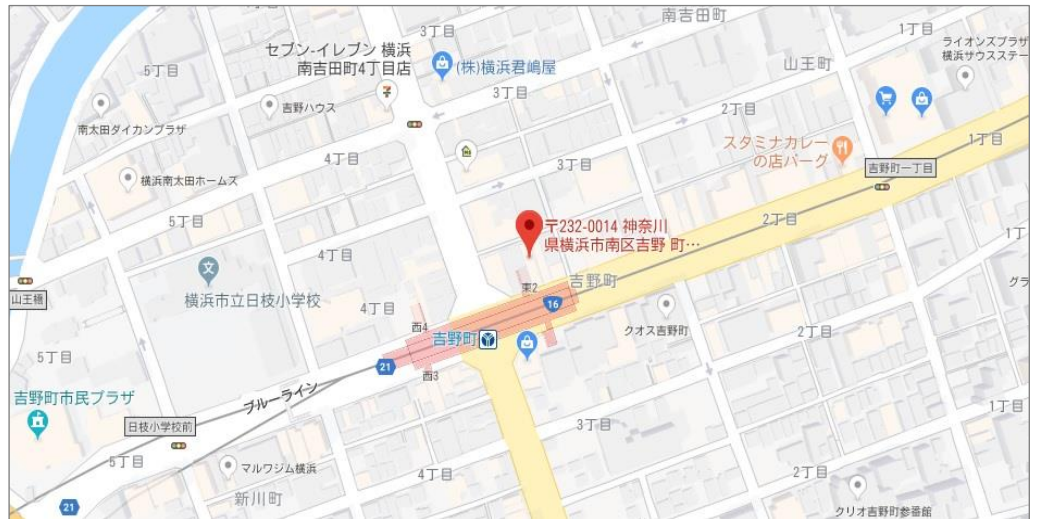 南吉田町
1丁目
3丁目
セブン-イレブン 横浜
南吉田町4丁目店
(株)横浜君嶋屋
山王町
ライオンズプラザ
横浜サウスステー
5丁目
3丁目
吉野ハウス
2丁目
南太田ダイカンプラザ
スタミナカレー
の店バーグ
1丁目
4丁目
3丁目
吉野町一丁目
横浜南太田ホームズ
5丁目
〒232-0014 神奈川
県横浜市南区吉野 町…
2丁目
1丁
4丁目
吉野町
横浜市立日枝小学校
東2
16
グラ
山王橋
4丁目
西4
クオス吉野町
吉野町
2丁目
5丁目
21
西3
ブルーライン
吉野町市民プラザ
1丁目
日枝小学校前
3丁目
5丁目
マルワジム横浜
4丁目
2丁目
新川町
21
クリオ吉野町参番館